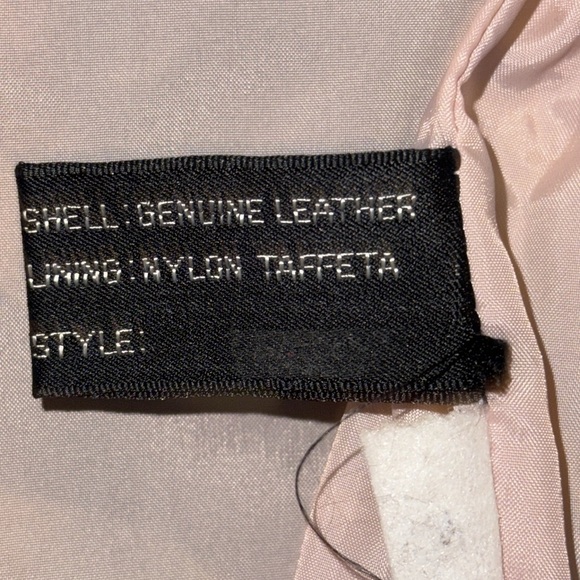 SHELL:GENUINE LEATHER
LINING:NYLON TAFFETA
STYLE: